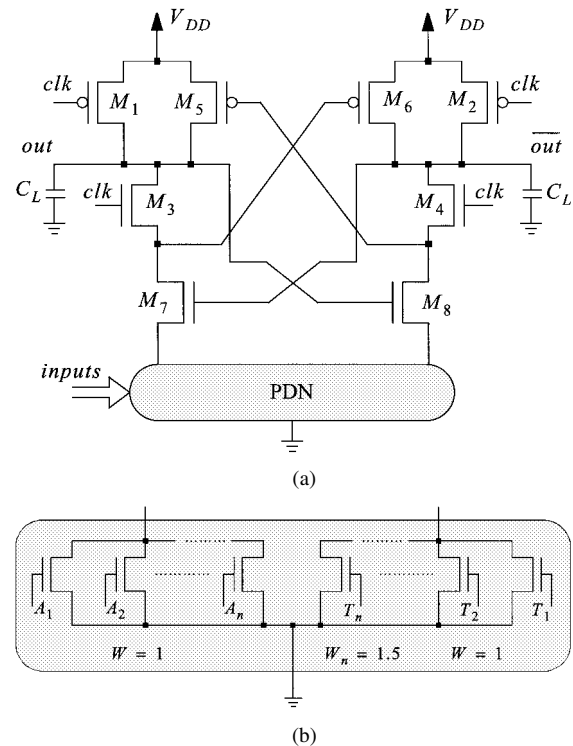 V_DD V_DD
clk M_1 M_5 M_6 M_2 clk
out \overline{out}
C_L clk M_3 M_4 clk C_L
M_7 M_8
inputs PDN
(a)
A_1 A_2 A_n T_n T_2 T_1
W = 1 W_n = 1.5 W = 1
(b)